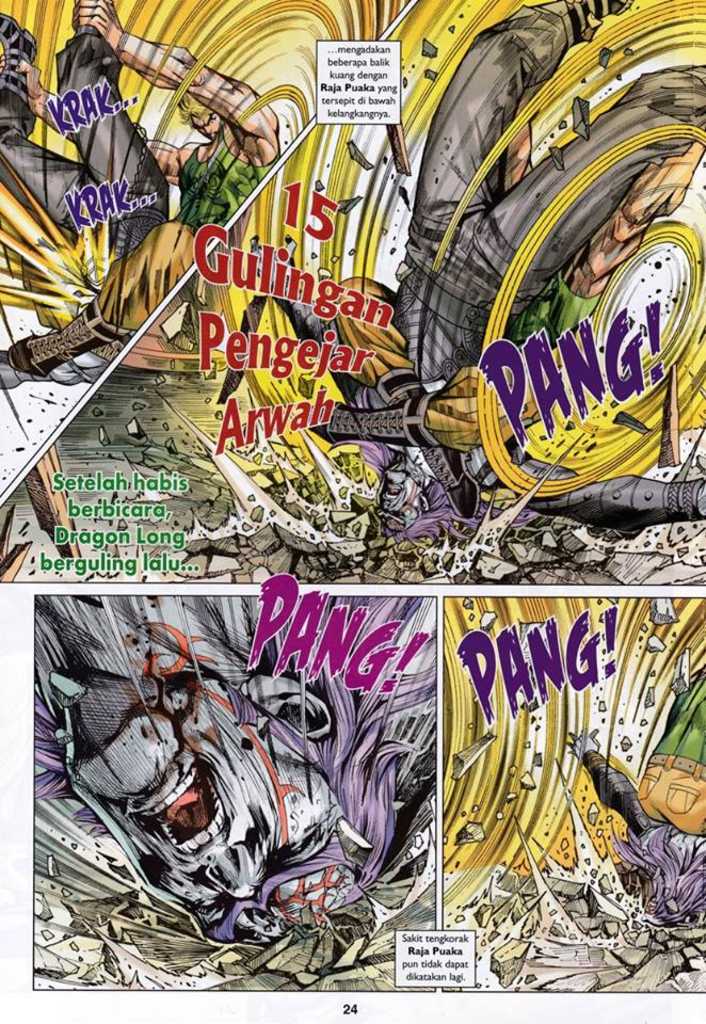 KRAK...
KRAK...
...mengadakan
beberapa balik
kuang dengan
Raja Puaka yang
tersepit di bawah
kelangkangnya.
15
Gulingan
Pengejar
Arwah
PANG!
Setelah habis
berbicara,
Dragon Long
berguling lalu...
PANG!
PANG!
Sakit tengkorak
Raja Puaka
pun tidak dapat
dikatakan lagi.
24